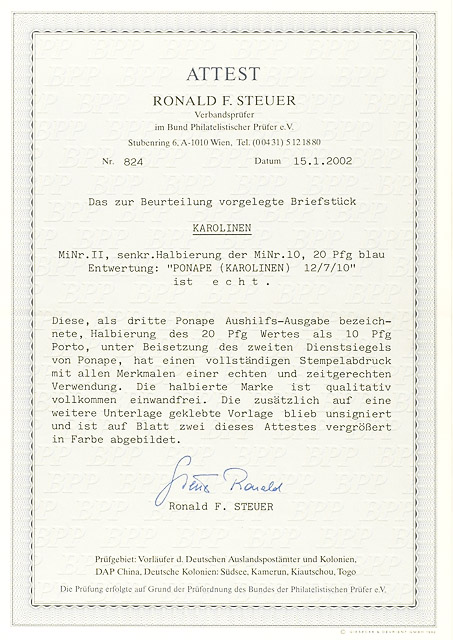 ATTEST
RONALD F. STEUER
Verbandsprüfer
im Bund Philatelistischer Prüfer e.V.
Stubenring 6, A-1010 Wien, Tel. (0 04 31) 5 12 18 80
Nr. 824 Datum 15.1.2002
Das zur Beurteilung vorgelegte Briefstück
KAROLINEN
MiNr.II, senkr.Halbierung der MiNr.10, 20 Pfg blau
Entwertung: "PONAPE (KAROLINEN) 12/7/10"
ist e c h t .
Diese, als dritte Ponape Aushilfs-Ausgabe bezeich-
nete, Halbierung des 20 Pfg Wertes als 10 Pfg
Porto, unter Beisetzung des zweiten Dienstsiegels
von Ponape, hat einen vollständigen Stempelabdruck
mit allen Merkmalen einer echten und zeitgerechten
Verwendung. Die halbierte Marke ist qualitativ
vollkommen einwandfrei. Die zusätzlich auf eine
weitere Unterlage geklebte Vorlage blieb unsigniert
und ist auf Blatt zwei dieses Attestes vergrößert
in Farbe abgebildet.
Ronald F. STEUER
Prüfgebiet: Vorläufer d. Deutschen Auslandspostämter und Kolonien,
DAP China, Deutsche Kolonien: Südsee, Kamerun, Kiautschou, Togo
Die Prüfung erfolgte auf Grund der Prüfordnung des Bundes der Philatelistischen Prüfer e.V.